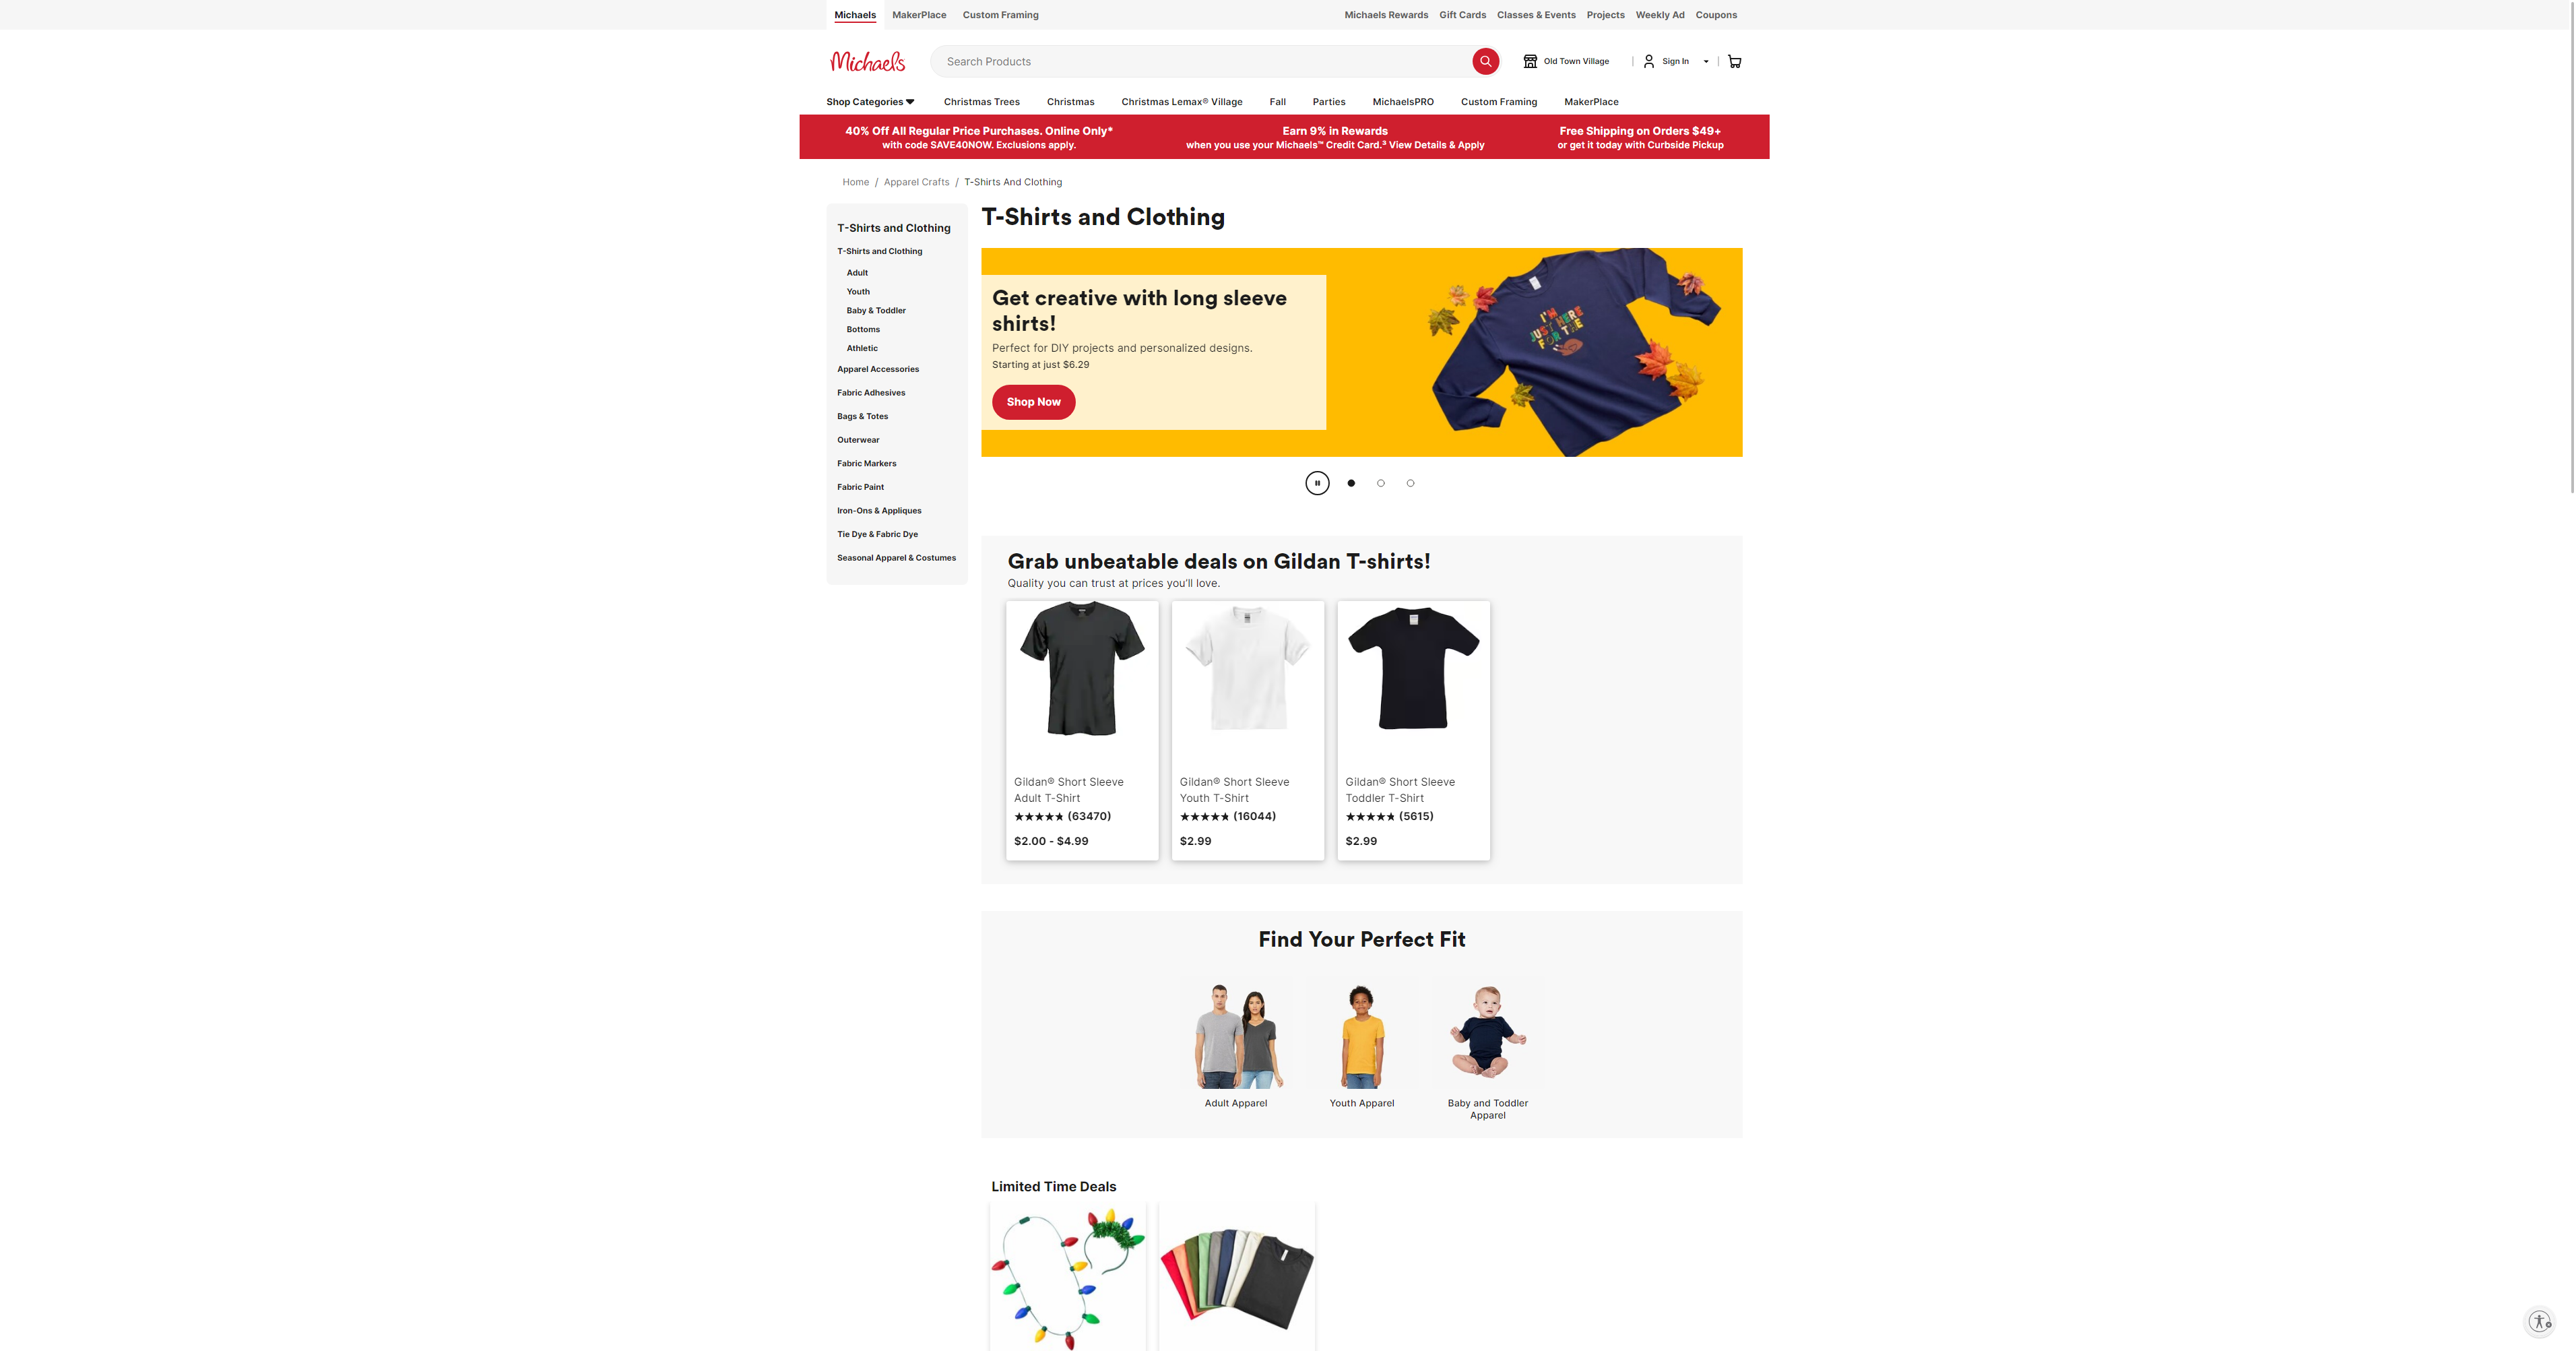 Michaels MakerPlace Custom Framing Michaels Rewards Gift Cards Classes & Events Projects Weekly Ad Coupons
Michaels Search Products Old Town Village | Sign In |
Shop Categories Christmas Trees Christmas Christmas Lemax® Village Fall Parties MichaelsPRO Custom Framing MakerPlace
40% Off All Regular Price Purchases. Online Only*
with code SAVE40NOW. Exclusions apply.
Earn 9% in Rewards
when you use your Michaels™ Credit Card.³ View Details & Apply
Free Shipping on Orders $49+
or get it today with Curbside Pickup
Home / Apparel Crafts / T-Shirts And Clothing
T-Shirts and Clothing
T-Shirts and Clothing
Adult
Youth
Baby & Toddler
Bottoms
Athletic
Apparel Accessories
Fabric Adhesives
Bags & Totes
Outerwear
Fabric Markers
Fabric Paint
Iron-Ons & Appliques
Tie Dye & Fabric Dye
Seasonal Apparel & Costumes
T-Shirts and Clothing
Get creative with long sleeve
shirts!
Perfect for DIY projects and personalized designs.
Starting at just $6.29
Shop Now
I'M
JUST HERE
FOR THE
Grab unbeatable deals on Gildan T-shirts!
Quality you can trust at prices you'll love.
Gildan® Short Sleeve
Adult T-Shirt
(63470)
$2.00 - $4.99
Gildan® Short Sleeve
Youth T-Shirt
(16044)
$2.99
Gildan® Short Sleeve
Toddler T-Shirt
(5615)
$2.99
Find Your Perfect Fit
Adult Apparel
Youth Apparel
Baby and Toddler
Apparel
Limited Time Deals